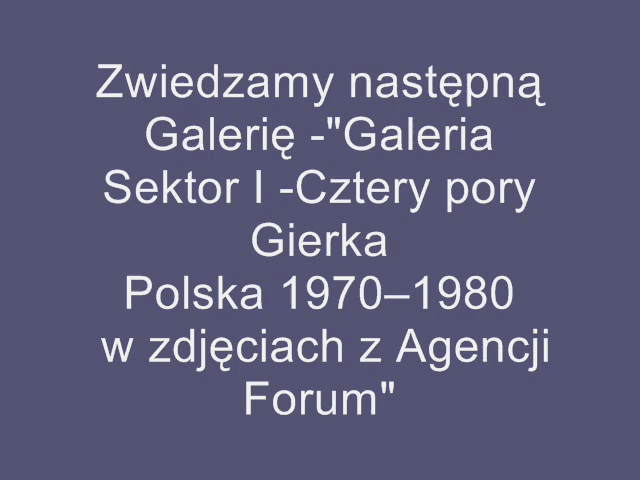 Zwiedzamy następną
Galerię -"Galeria
Sektor I -Cztery pory
Gierka
Polska 1970–1980
w zdjęciach z Agencji
Forum"